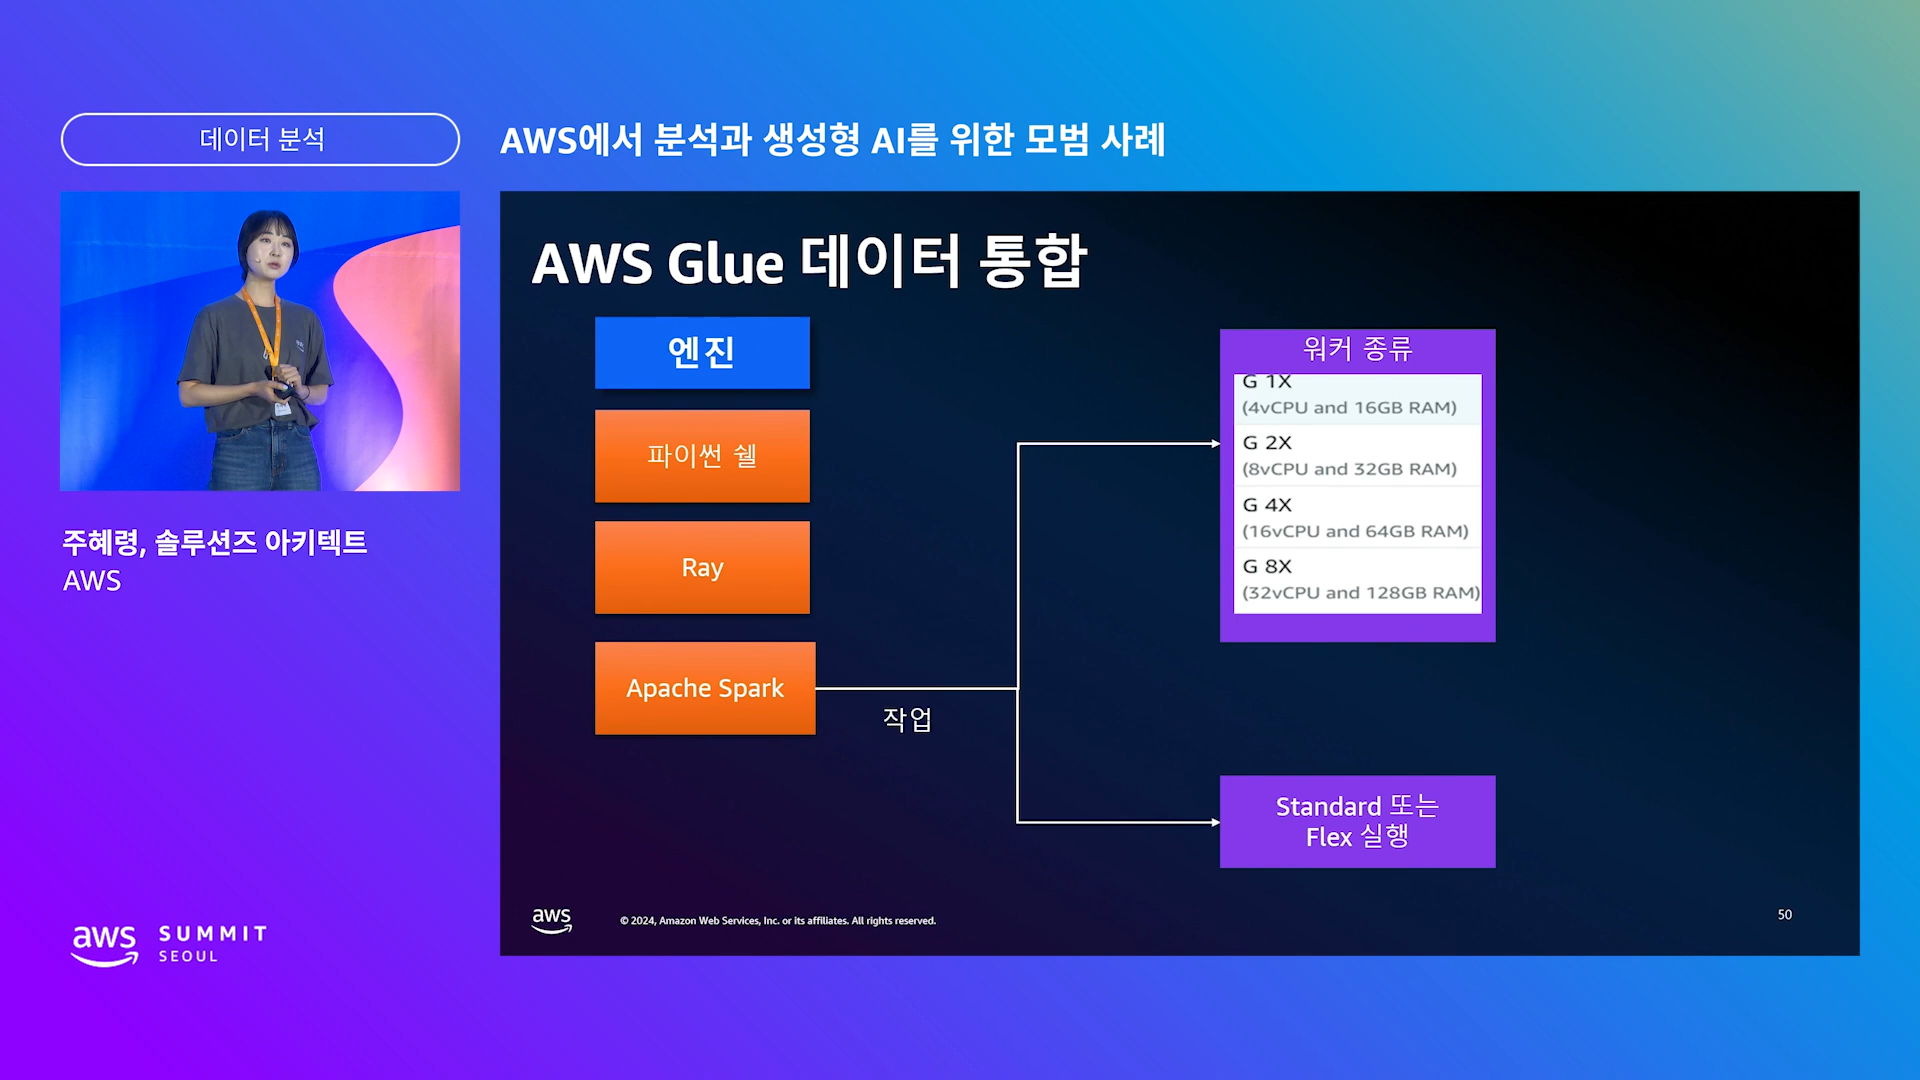 데이터 분석
AWS에서 분석과 생성형 AI를 위한 모범 사례
주혜령, 솔루션즈 아키텍트
AWS
aws SUMMIT
SEOUL
AWS Glue 데이터 통합
엔진
파이썬 쉘
Ray
Apache Spark
작업
워커 종류
G 1X
(4vCPU and 16GB RAM)
G 2X
(8vCPU and 32GB RAM)
G 4X
(16vCPU and 64GB RAM)
G 8X
(32vCPU and 128GB RAM)
Standard 또는
Flex 실행
aws
© 2024, Amazon Web Services, Inc. or its affiliates. All rights reserved.
50